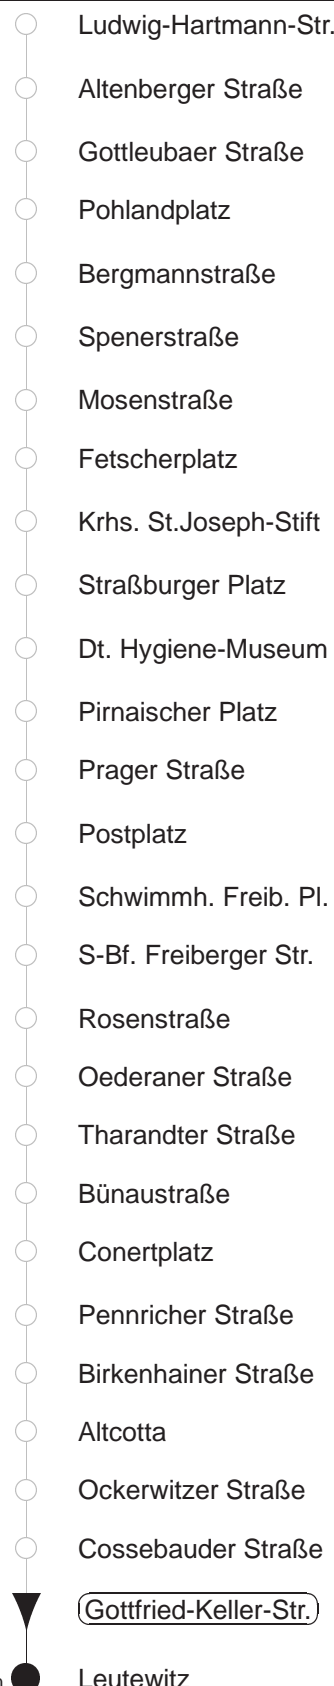 Ludwig-Hartmann-Str.
Altenberger Straße
Gottleubaer Straße
Pohlandplatz
Bergmannstraße
Spenerstraße
Mosenstraße
Fetscherplatz
Krhs. St.Joseph-Stift
Straßburger Platz
Dt. Hygiene-Museum
Pirnaischer Platz
Prager Straße
Postplatz
Schwimmh. Freib. Pl.
S-Bf. Freiberger Str.
Rosenstraße
Oederaner Straße
Tharandter Straße
Bünaustraße
Conertplatz
Pennricher Straße
Birkenhainer Straße
Altcotta
Ockerwitzer Straße
Cossebauder Straße
Gottfried-Keller-Str.
Leutewitz